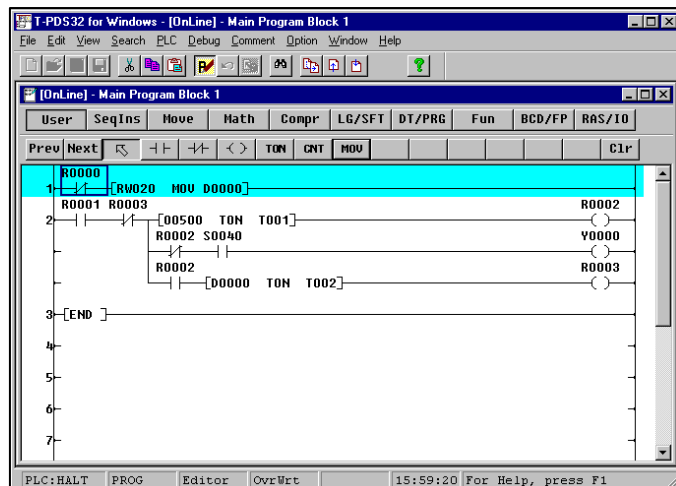 T-PDS32 for Windows - [OnLine] - Main Program Block 1
File Edit View Search PLC Debug Comment Option Window Help
[OnLine] - Main Program Block 1
User SeqIns Move Math Compr LG/SFT DT/PRG Fun BCD/FP RAS/IO
Prev Next TON CNT MOV Clr
R0000
1 [RW020 MOV D0000]
R0001 R0003 R0002
2 [00500 TON T001]
R0002 S0040 Y0000
R0002 R0003
[D0000 TON T002]
3 [END ]
4
5
6
7
PLC:HALT PROG Editor OvrWrt 15:59:20 For Help, press F1